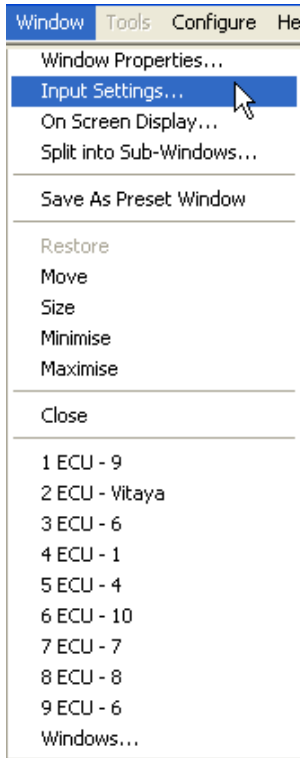 Window Tools Configure He
Window Properties...
Input Settings...
On Screen Display...
Split into Sub-Windows...
Save As Preset Window
Restore
Move
Size
Minimise
Maximise
Close
1 ECU - 9
2 ECU - Vitaya
3 ECU - 6
4 ECU - 1
5 ECU - 4
6 ECU - 10
7 ECU - 7
8 ECU - 8
9 ECU - 6
Windows...